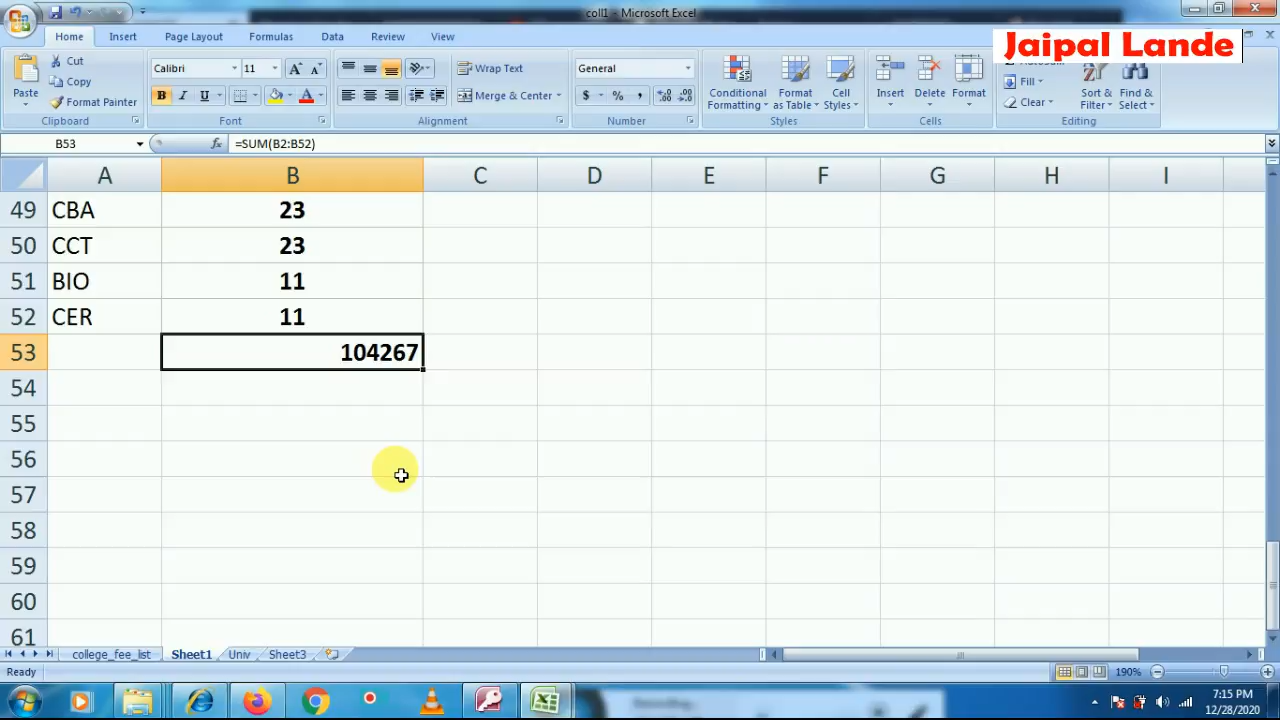 coll1 - Microsoft Excel
Home Insert Page Layout Formulas Data Review View
Jaipal Lande
Paste Cut Copy Format Painter Clipboard
Calibri 11 Font
Wrap Text Merge & Center Alignment
General $ % , Number
Conditional Formatting Format as Table Cell Styles Styles
Insert Delete Format Cells
Fill Clear Sort & Filter Find & Select Editing
B53 fx =SUM(B2:B52)
A B C D E F G H I
49 CBA 23
50 CCT 23
51 BIO 11
52 CER 11
53 104267
54
55
56
57
58
59
60
61
college_fee_list Sheet1 Univ Sheet3
Ready 190%
7:15 PM
12/28/2020